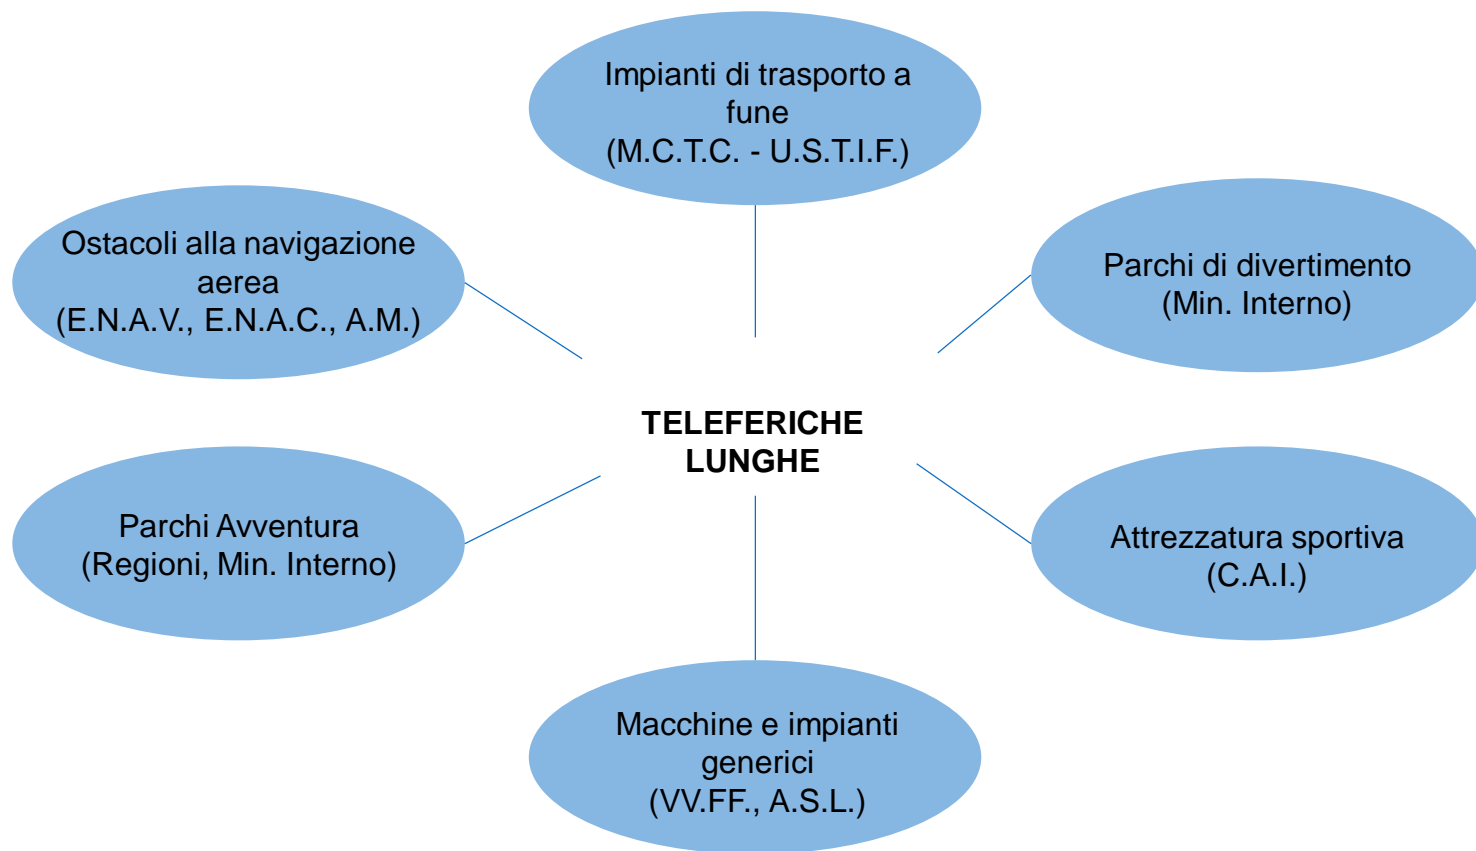 Impianti di trasporto a
fune
(M.C.T.C. - U.S.T.I.F.)
Ostacoli alla navigazione
aerea
(E.N.A.V., E.N.A.C., A.M.)
Parchi di divertimento
(Min. Interno)
TELEFERICHE
LUNGHE
Parchi Avventura
(Regioni, Min. Interno)
Attrezzatura sportiva
(C.A.I.)
Macchine e impianti
generici
(VV.FF., A.S.L.)